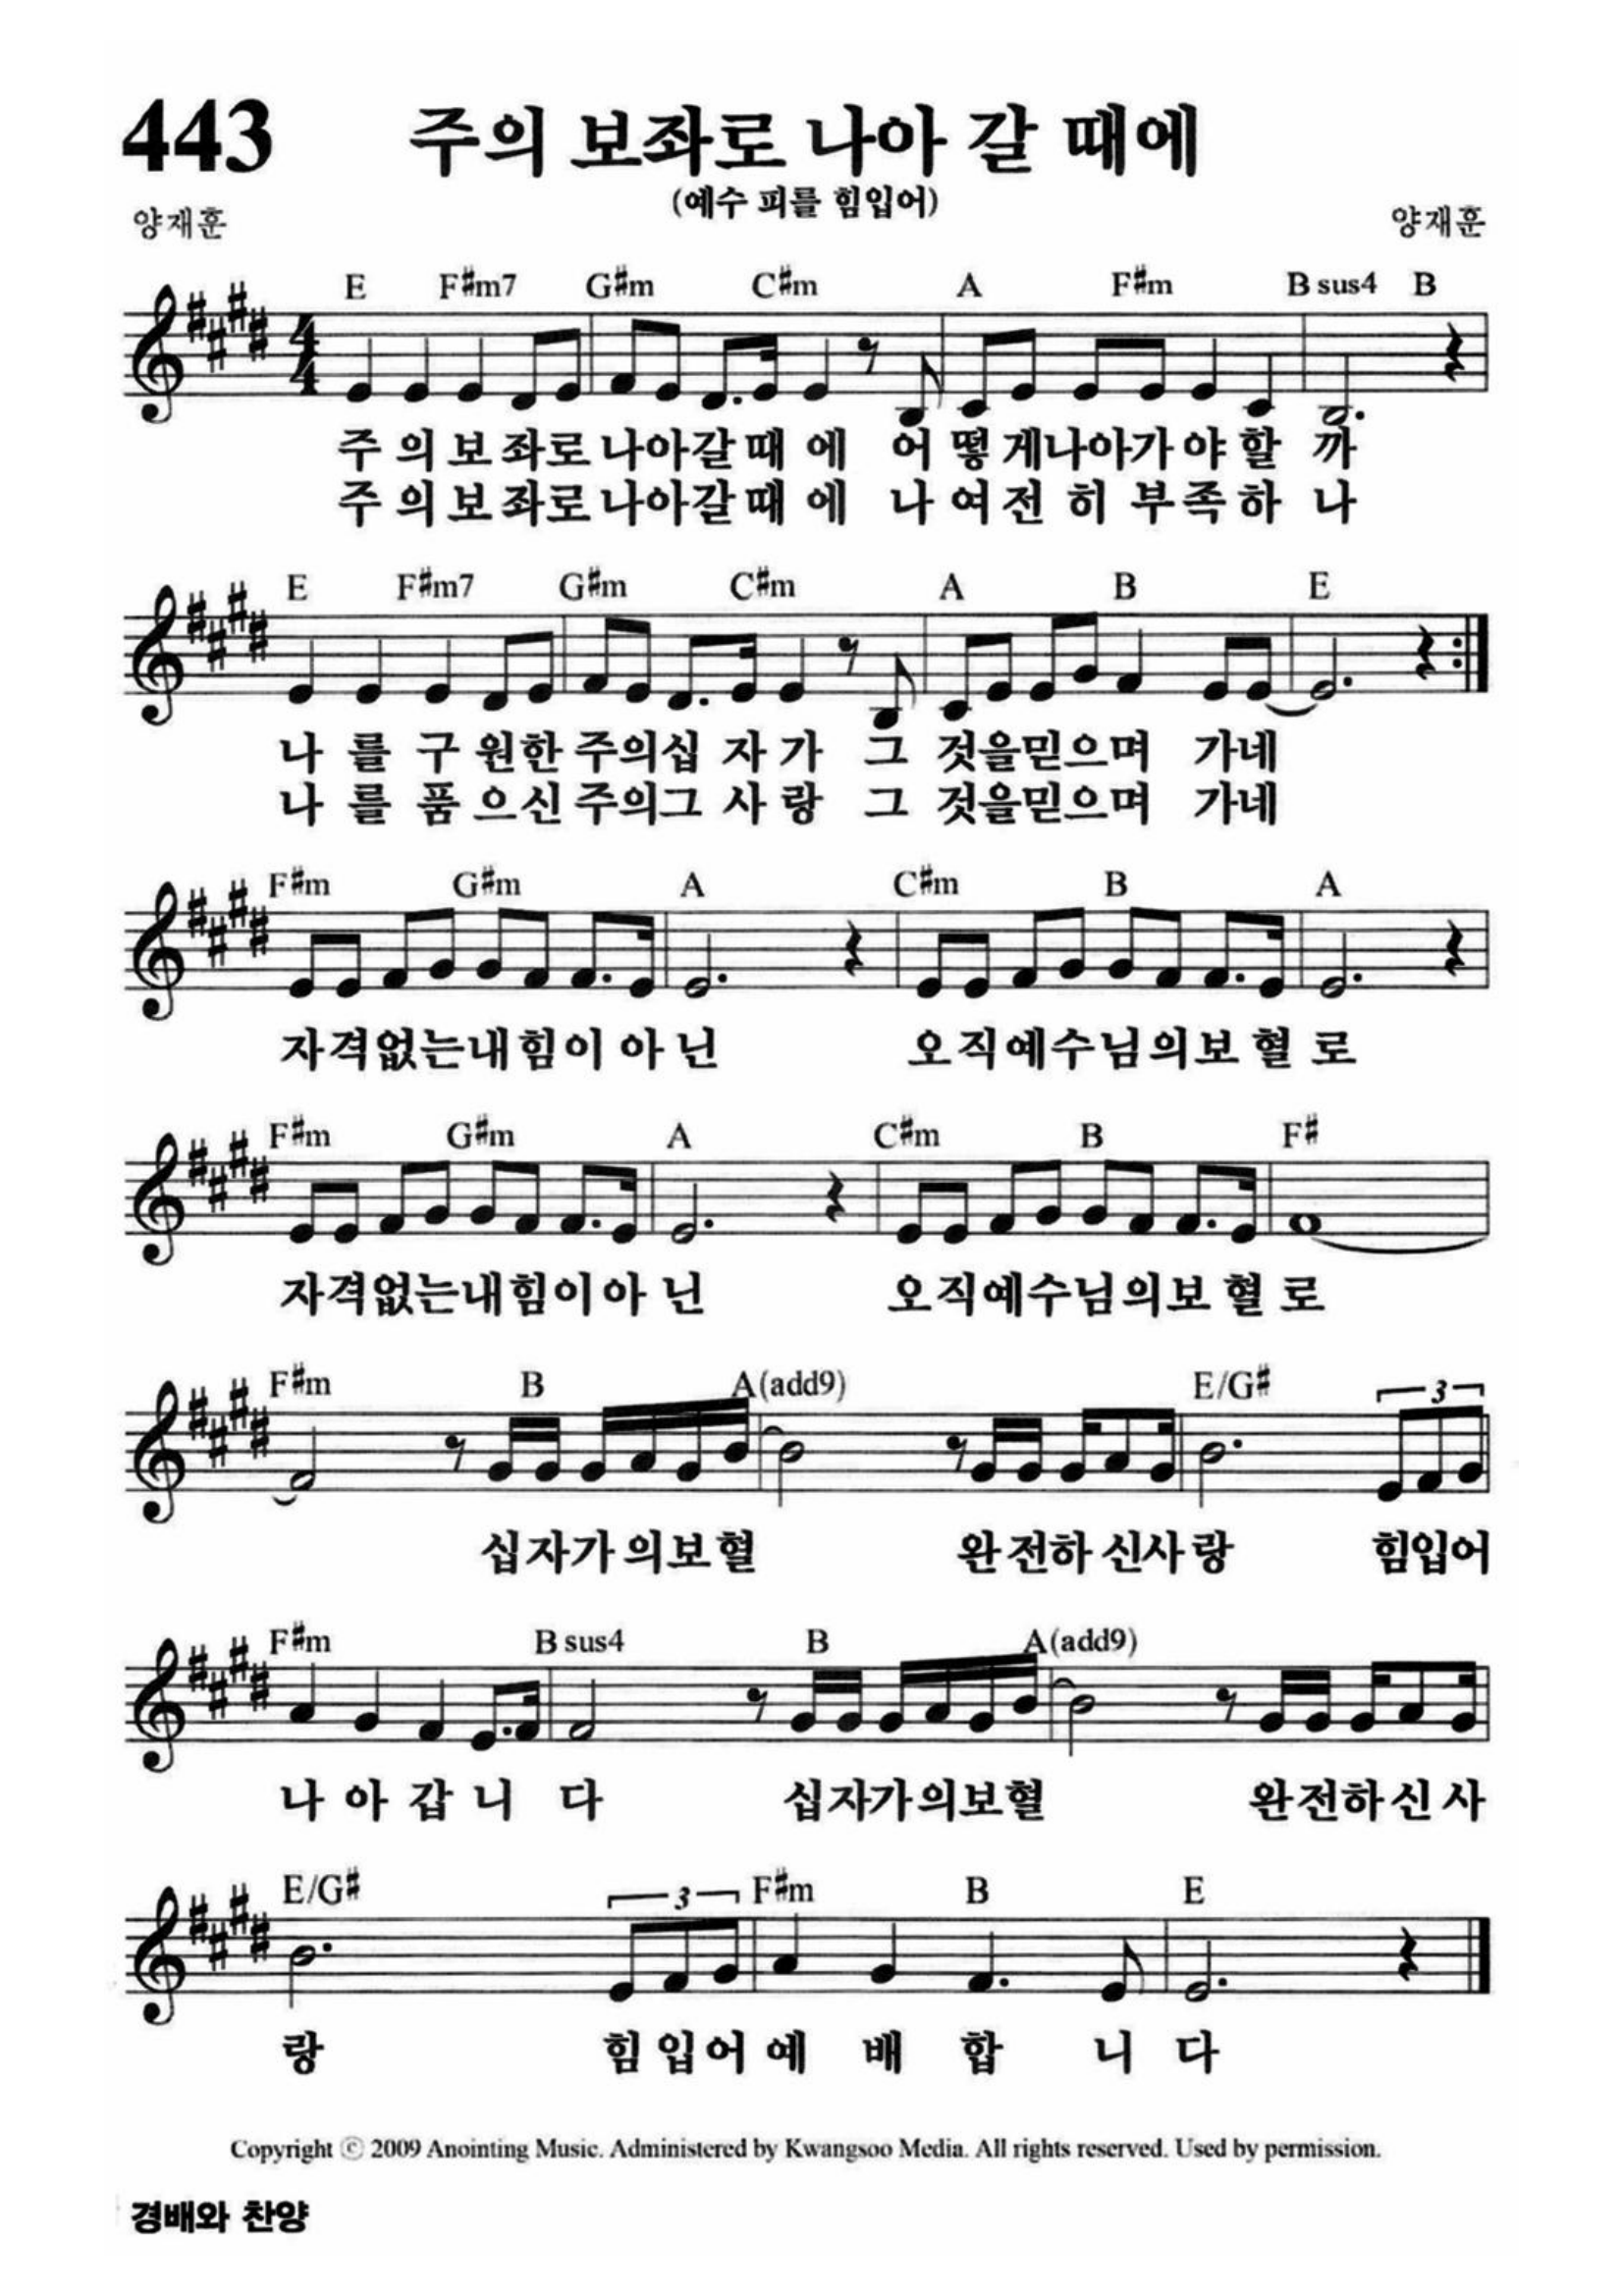 443
주의 보좌로 나아 갈 때에
(예수 피를 힘입어)
양재훈
양재훈
E F#m7 G#m C#m A F#m B sus4 B
주의보좌로나아갈때에 어떻게나아가야할까
주의보좌로나아갈때에 나여전히부족하나
E F#m7 G#m C#m A B E
나를구원한주의십자가 그것을믿으며 가네
나를품으신주의그사랑 그것을믿으며 가네
F#m G#m A C#m B A
자격없는내힘이아닌 오직예수님의보혈로
F#m G#m A C#m B F#
자격없는내힘이아닌 오직예수님의보혈로
F#m B A(add9) E/G# 3
십자가의보혈 완전하신사랑 힘입어
F#m B sus4 B A(add9)
나아갑니다 십자가의보혈 완전하신사
E/G# 3 F#m B E
랑 힘입어예배합니다
Copyright ⓒ 2009 Anointing Music. Administered by Kwangsoo Media. All rights reserved. Used by permission.
경배와 찬양